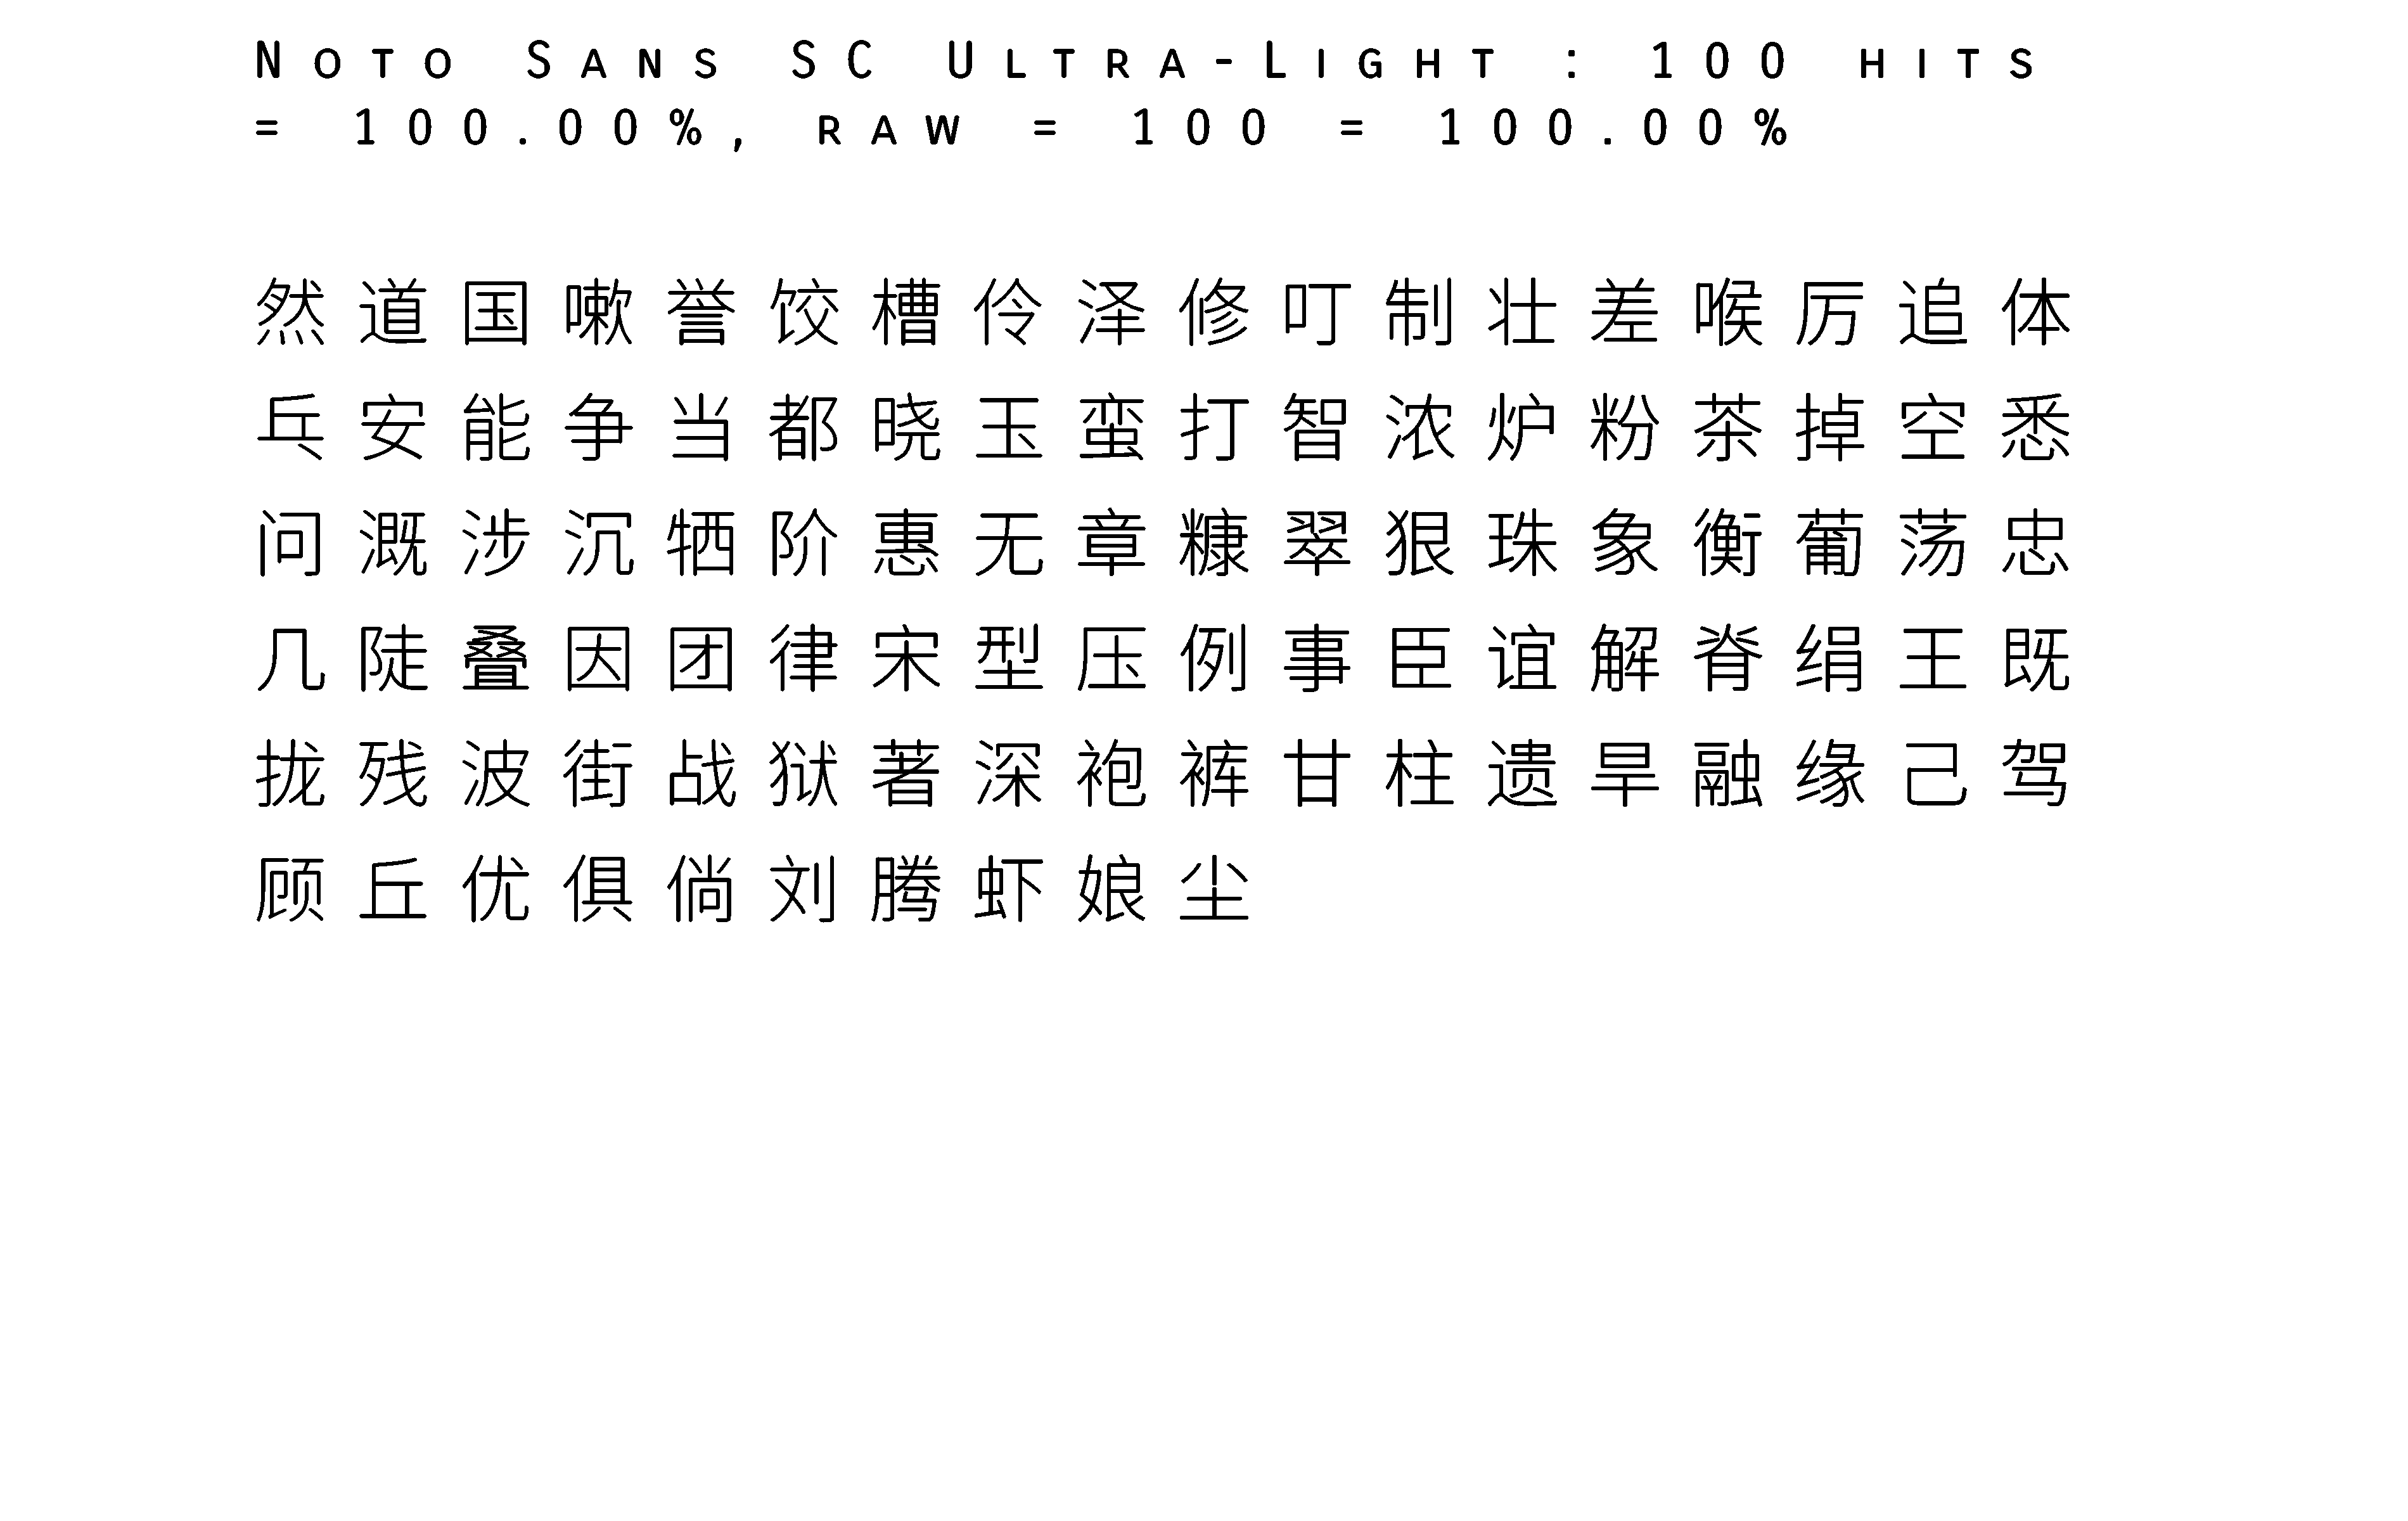 Noto Sans SC Ultra-Light : 100 hits
= 100.00%, raw = 100 = 100.00%
然道国嗽誉饺槽伶泽修叮制壮差喉厉追体
乓安能争当都晓玉蛮打智浓炉粉茶掉空悉
问溉涉沉牺阶惠无章糠翠狠珠象衡葡荡忠
几陡叠因团律宋型压例事臣谊解脊绢王既
拢残波街战狱著深袍裤甘柱遗旱融缘己驾
顾丘优俱倘刘腾虾娘尘